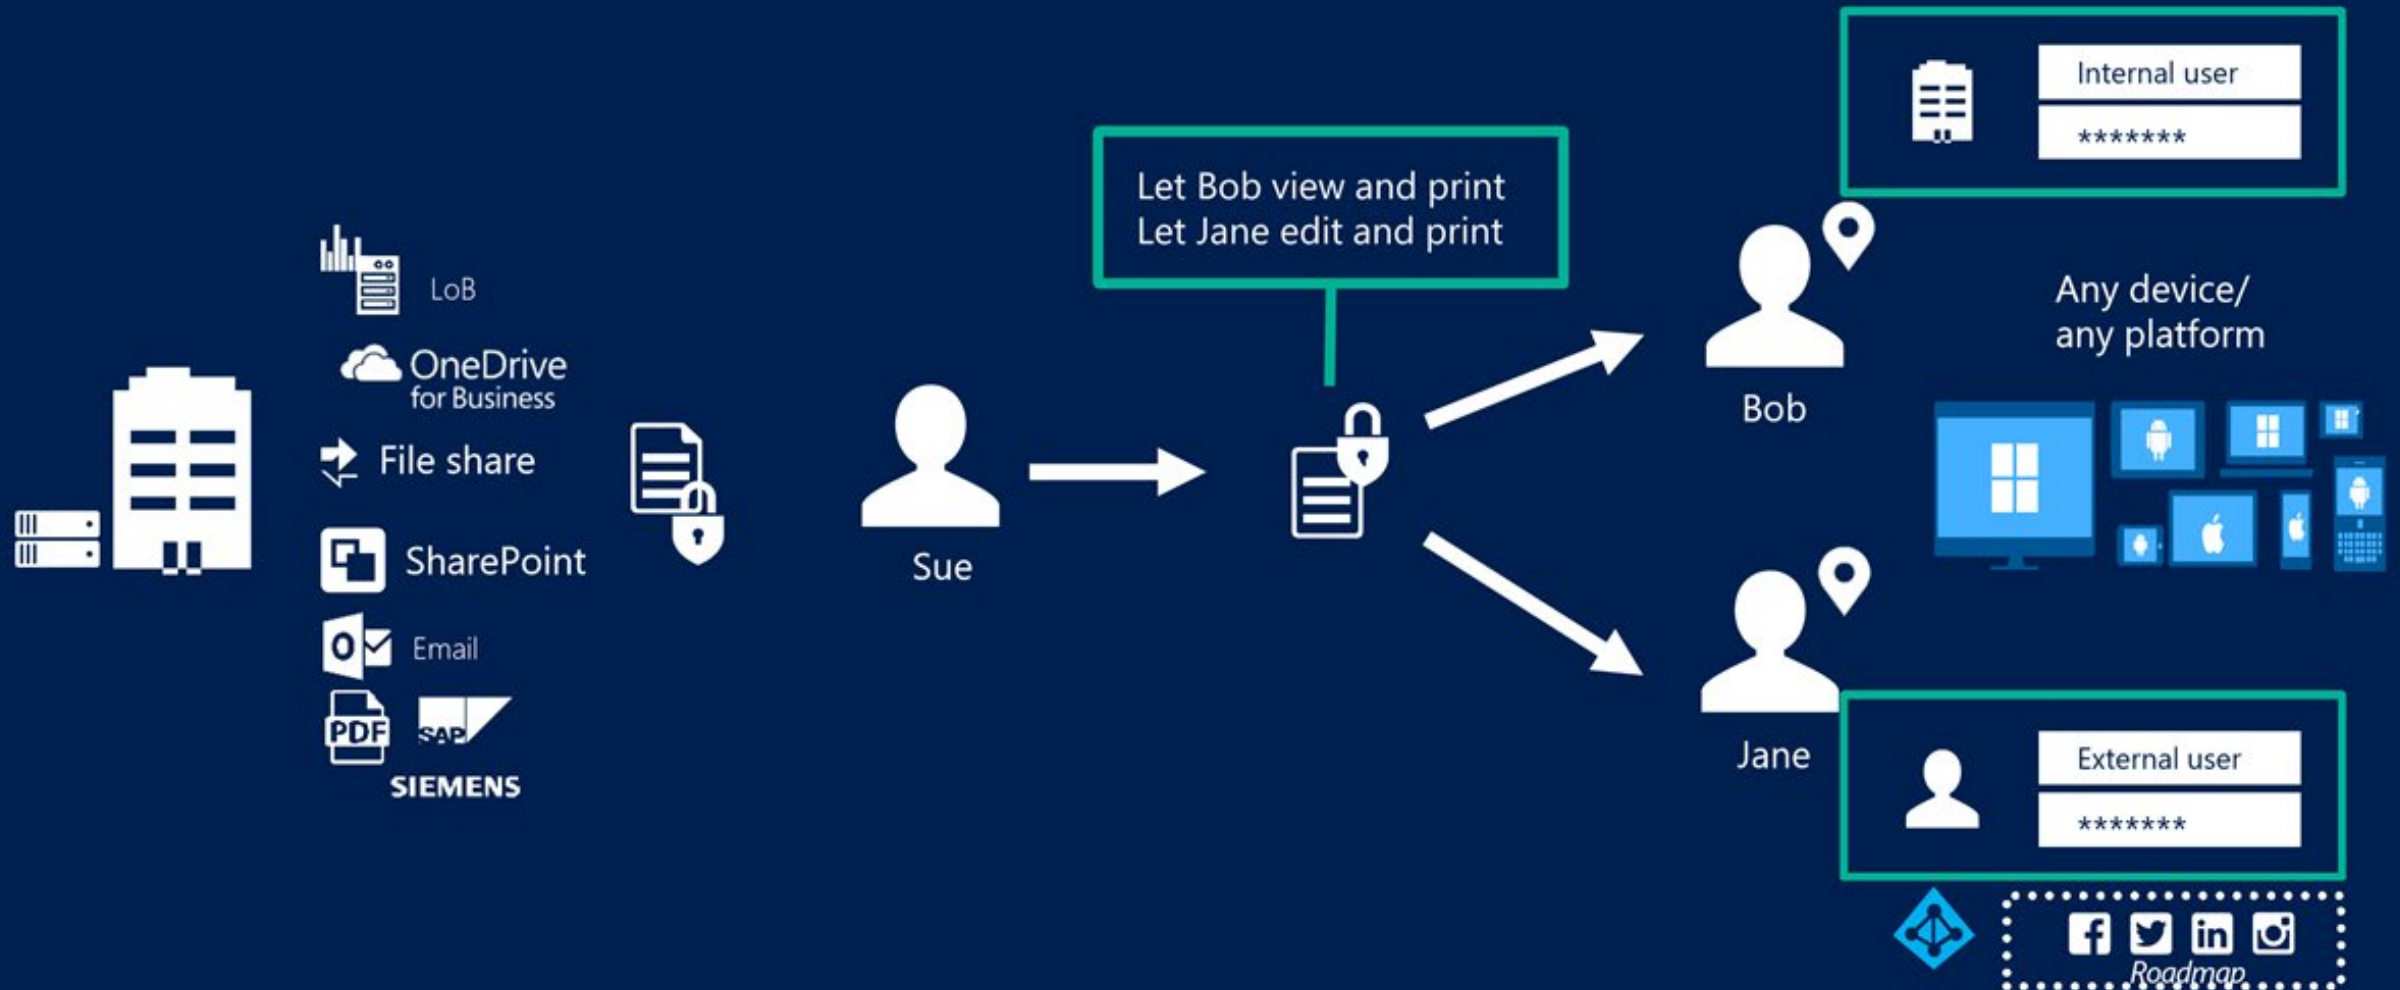 LoB
OneDrive
for Business
File share
SharePoint
Email
PDF
SAP
SIEMENS
Sue
Let Bob view and print
Let Jane edit and print
Bob
Jane
Internal user
*******
Any device/
any platform
External user
*******
Roadmap